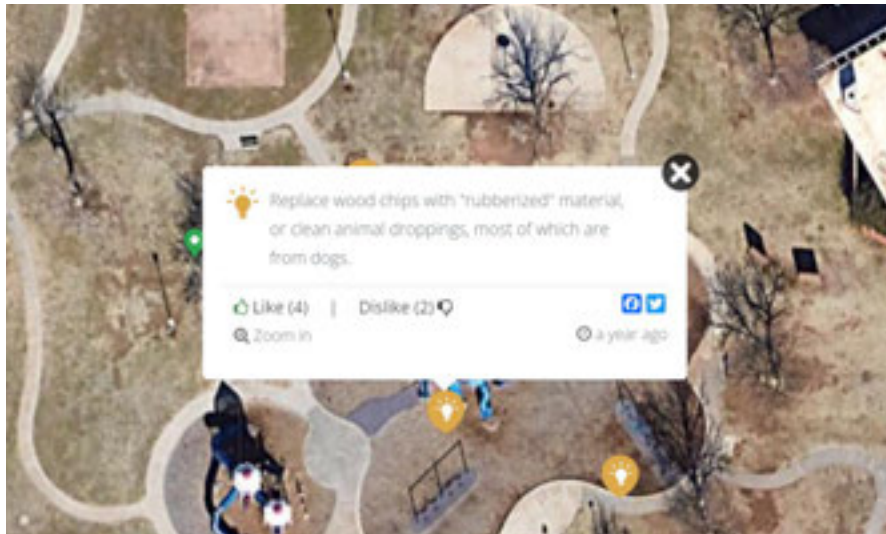 Replace wood chips with "rubberized" material,
or clean animal droppings, most of which are
from dogs.
Like (4) | Dislike (2)
Zoom in a year ago